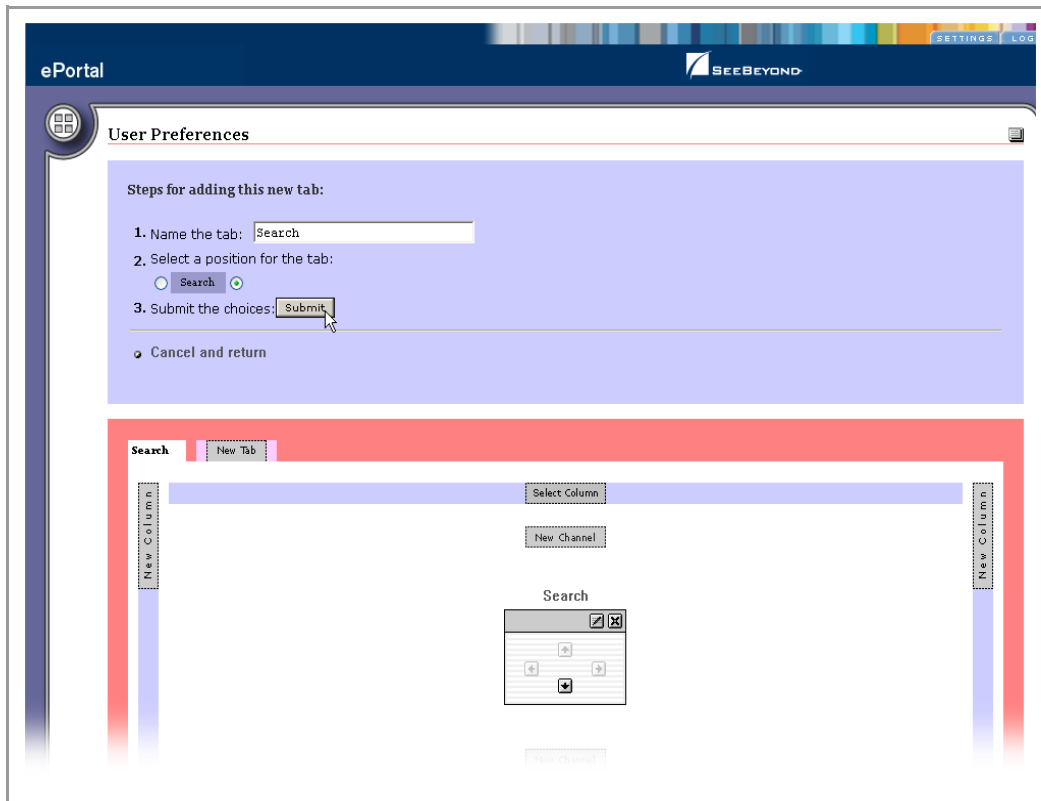 SETTINGS LOG
ePortal SEEBEYOND
User Preferences
Steps for adding this new tab:
1. Name the tab: Search
2. Select a position for the tab:
Search
3. Submit the choices: Submit
Cancel and return
Search New Tab
New Column
Select Column
New Column
New Channel
Search
New Channel